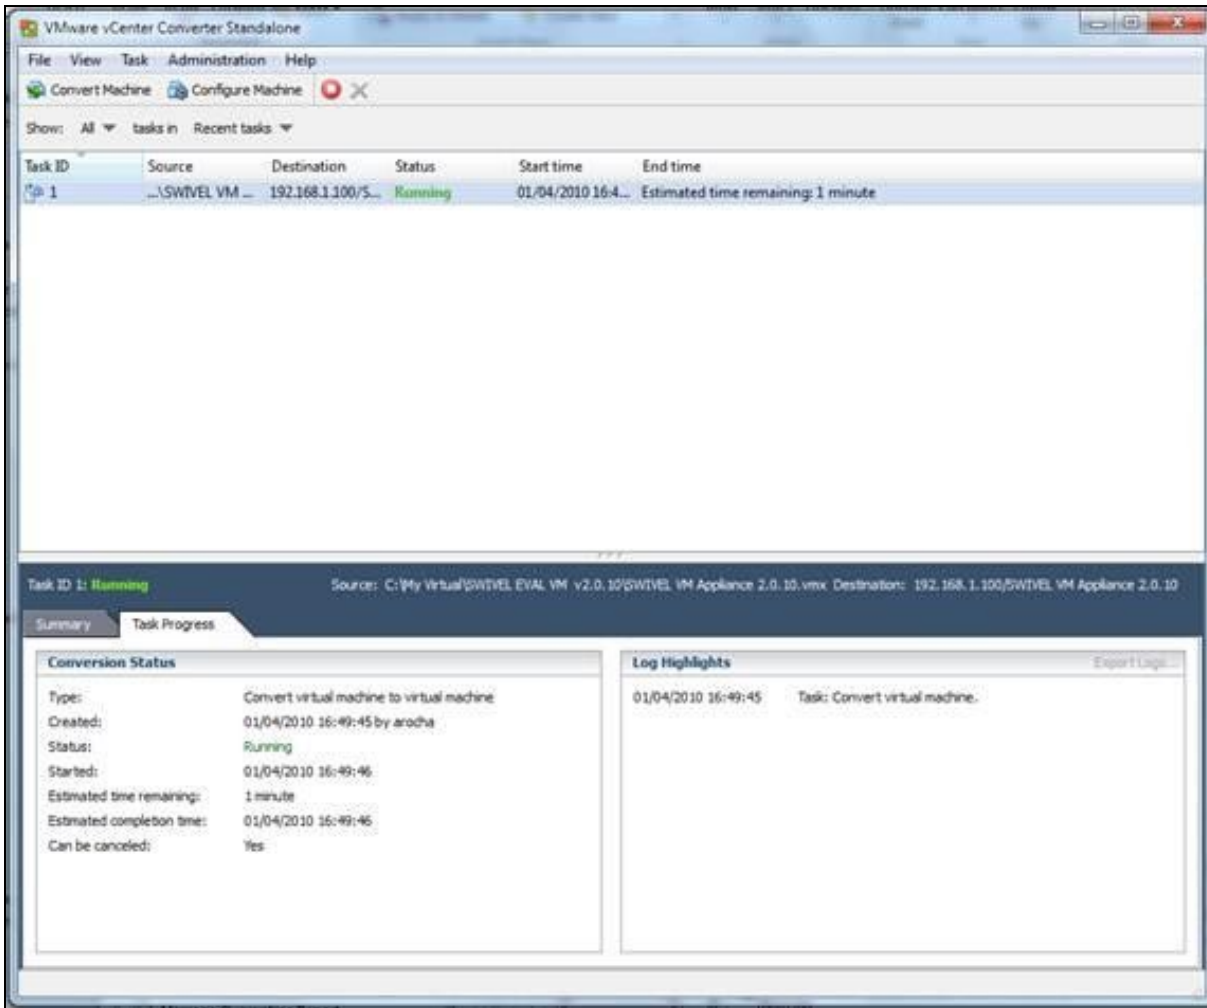 VMware vCenter Converter Standalone
File View Task Administration Help
Convert Machine Configure Machine
Show: All tasks in Recent tasks
Task ID Source Destination Status Start time End time
1 ...\SWIVEL VM ... 192.168.1.100/S... Running 01/04/2010 16:4... Estimated time remaining: 1 minute
Task ID 1: Running Source: C:\My Virtual\SWIVEL EVAL VM v2.0.10\SWIVEL VM Appliance 2.0.10.vmx Destination: 192.168.1.100/SWIVEL VM Appliance 2.0.10
Summary Task Progress
Conversion Status
Type: Convert virtual machine to virtual machine
Created: 01/04/2010 16:49:45 by arocha
Status: Running
Started: 01/04/2010 16:49:46
Estimated time remaining: 1 minute
Estimated completion time: 01/04/2010 16:49:46
Can be canceled: Yes
Log Highlights Export Logs...
01/04/2010 16:49:45 Task: Convert virtual machine.